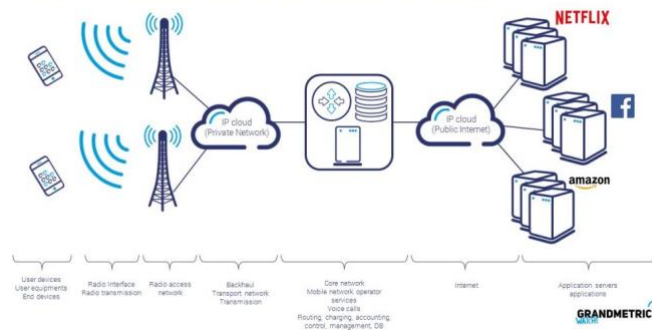 NETFLIX
IP cloud
(Private Network)
IP cloud
(Public Internet)
f
amazon
User devices
User equipments
End devices
Radio Interface
Radio transmission
Radio access
network
Backhaul
Transport network
Transmission
Core network
Mobile network operator
services
Voice calls
Routing, charging, accounting,
control, management, DB
Internet
Application servers
applications
GRANDMETRIC